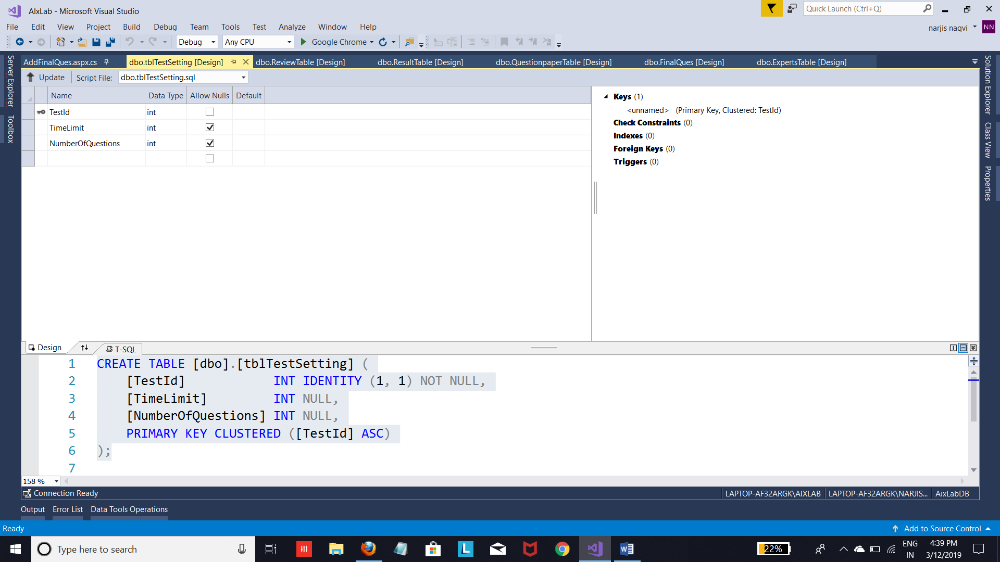 AIxLab - Microsoft Visual Studio
Quick Launch (Ctrl+Q)
File Edit View Project Build Debug Team Tools Test Analyze Window Help
narjis naqvi NN
Debug Any CPU Google Chrome
Server Explorer
Toolbox
AddFinalQues.aspx.cs dbo.tblTestSetting [Design] dbo.ReviewTable [Design] dbo.ResultTable [Design] dbo.QuestionpaperTable [Design] dbo.FinalQues [Design] dbo.ExpertsTable [Design]
Solution Explorer
Class View
Properties
Update Script File: dbo.tblTestSetting.sql
Name Data Type Allow Nulls Default
TestId int
TimeLimit int
NumberOfQuestions int
Keys (1)
<unnamed> (Primary Key, Clustered: TestId)
Check Constraints (0)
Indexes (0)
Foreign Keys (0)
Triggers (0)
Design T-SQL
1 CREATE TABLE [dbo].[tblTestSetting] (
2 [TestId] INT IDENTITY (1, 1) NOT NULL,
3 [TimeLimit] INT NULL,
4 [NumberOfQuestions] INT NULL,
5 PRIMARY KEY CLUSTERED ([TestId] ASC)
6 );
7
158 %
Connection Ready LAPTOP-AF32ARGK\AIXLAB LAPTOP-AF32ARGK\NARJIS... AixLabDB
Output Error List Data Tools Operations
Ready Add to Source Control
Type here to search
L
W
22%
ENG
IN
4:39 PM
3/12/2019